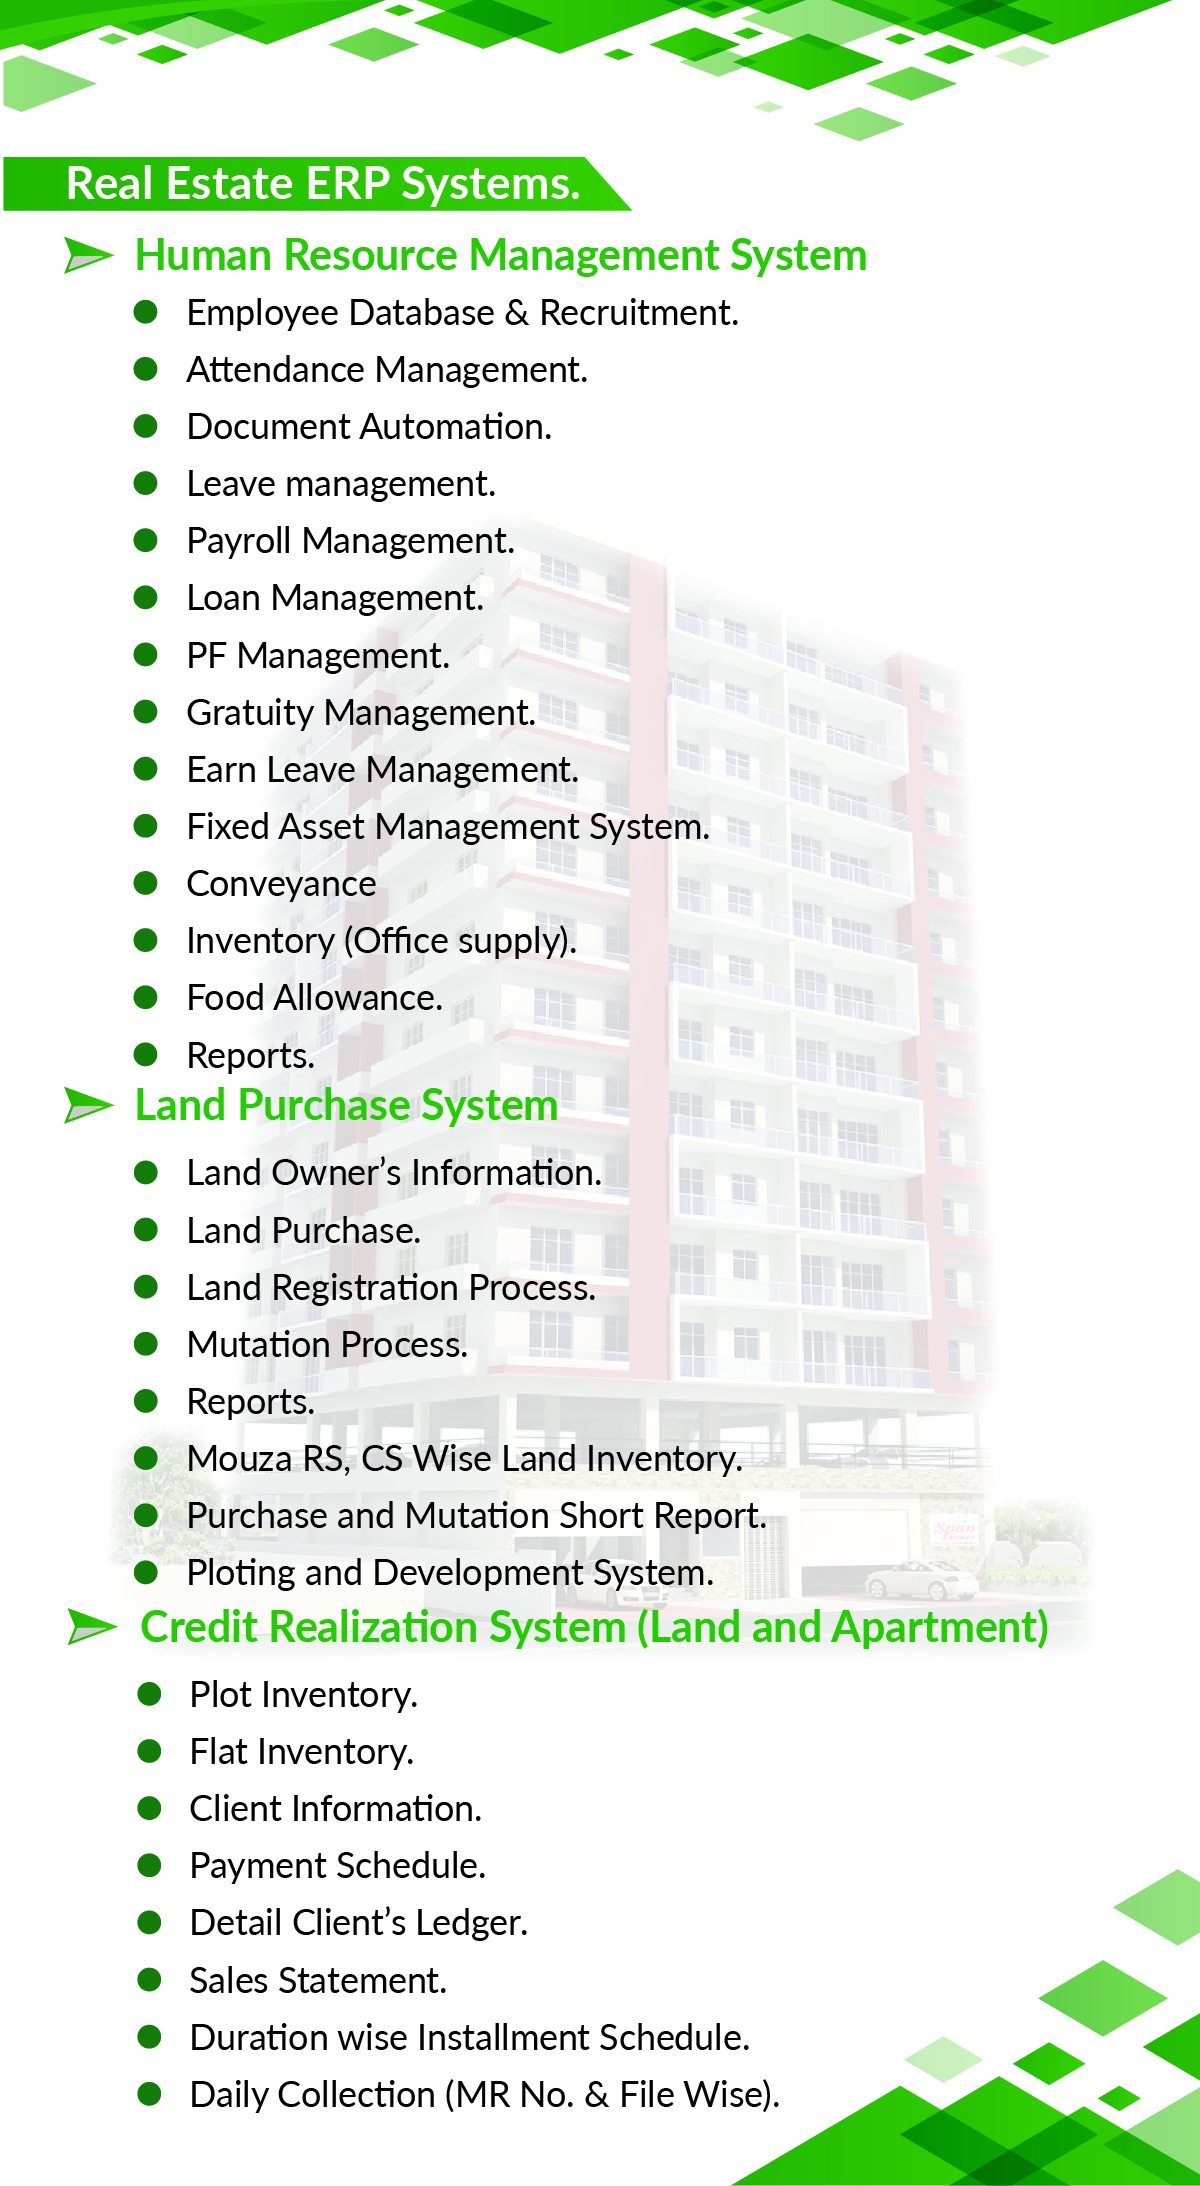 Real Estate ERP Systems.
Human Resource Management System
Employee Database & Recruitment.
Attendance Management.
Document Automation.
Leave management.
Payroll Management.
Loan Management.
PF Management.
Gratuity Management.
Earn Leave Management.
Fixed Asset Management System.
Conveyance
Inventory (Office supply).
Food Allowance.
Reports.
Land Purchase System
Land Owner’s Information.
Land Purchase.
Land Registration Process.
Mutation Process.
Reports.
Mouza RS, CS Wise Land Inventory.
Purchase and Mutation Short Report.
Span
Ploting and Development System.
Credit Realization System (Land and Apartment)
Plot Inventory.
Flat Inventory.
Client Information.
Payment Schedule.
Detail Client’s Ledger.
Sales Statement.
Duration wise Installment Schedule.
Daily Collection (MR No. & File Wise).